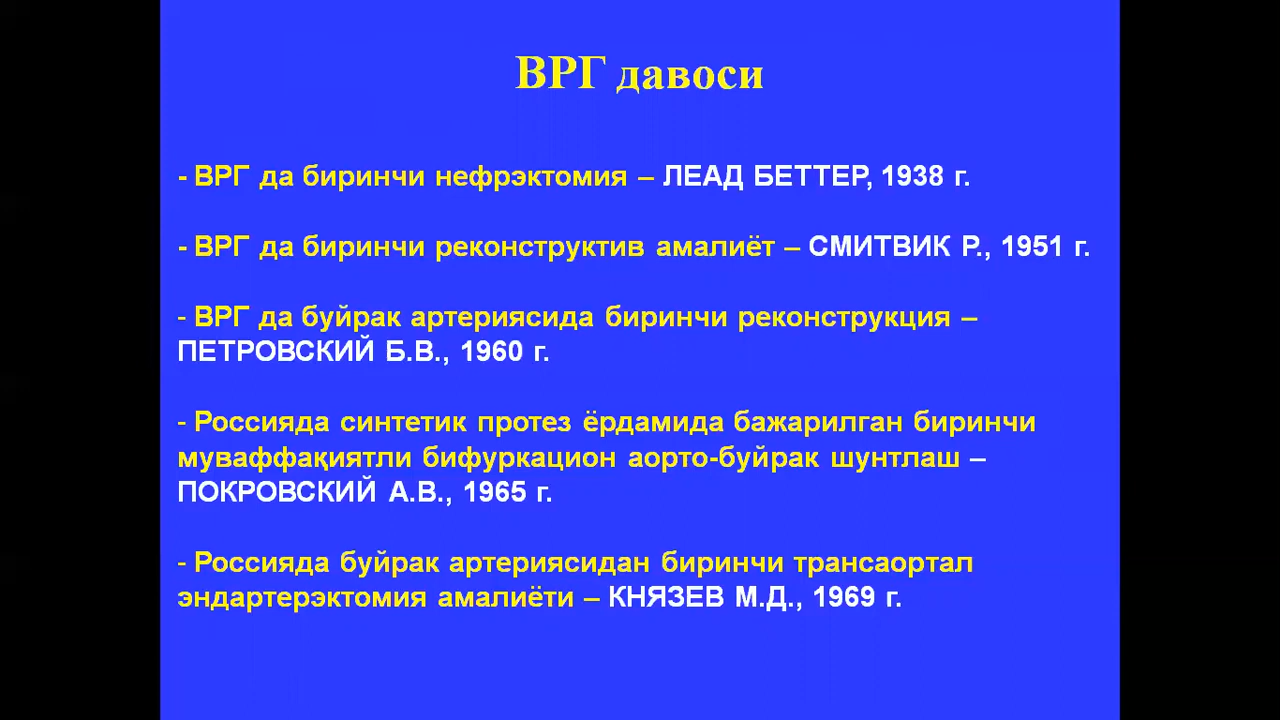 ВРГ давоси
- ВРГ да биринчи нефрэктомия – ЛЕАД БЕТТЕР, 1938 г.
- ВРГ да биринчи реконструктив амалиёт – СМИТВИК Р., 1951 г.
- ВРГ да буйрак артериясида биринчи реконструкция –
ПЕТРОВСКИЙ Б.В., 1960 г.
- Россияда синтетик протез ёрдамида бажарилган биринчи
муваффақиятли бифуркацион аорто-буйрак шунтлаш –
ПОКРОВСКИЙ А.В., 1965 г.
- Россияда буйрак артериясидан биринчи трансаортал
эндартерэктомия амалиёти – КНЯЗЕВ М.Д., 1969 г.